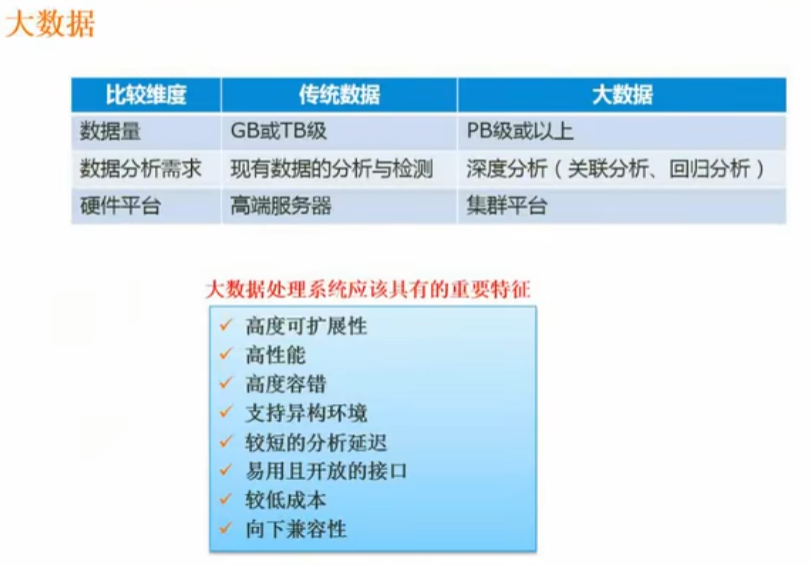 大数据
比较维度 传统数据 大数据
数据量 GB或TB级 PB级或以上
数据分析需求 现有数据的分析与检测 深度分析（关联分析、回归分析）
硬件平台 高端服务器 集群平台
大数据处理系统应该具有的重要特征
✓ 高度可扩展性
✓ 高性能
✓ 高度容错
✓ 支持异构环境
✓ 较短的分析延迟
✓ 易用且开放的接口
✓ 较低成本
✓ 向下兼容性